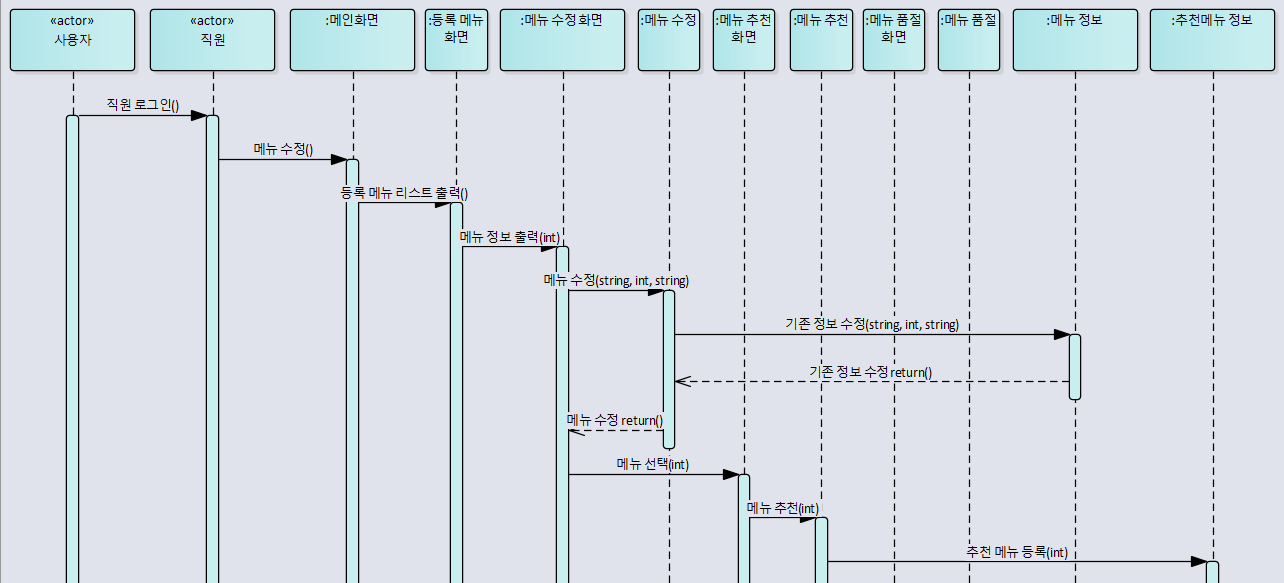 «actor»
사용자
«actor»
직원
:메인화면
:등록 메뉴
화면
:메뉴 수정화면
:메뉴 수정
:메뉴 추천
화면
:메뉴 추천
:메뉴 품절
화면
:메뉴 품절
:메뉴 정보
:추천메뉴 정보
직원 로그인()
메뉴 수정()
등록 메뉴 리스트 출력()
메뉴 정보 출력(int)
메뉴 수정(string, int, string)
기존 정보 수정(string, int, string)
기존 정보 수정 return()
메뉴 수정 return()
메뉴 선택(int)
메뉴 추천(int)
추천 메뉴 등록(int)